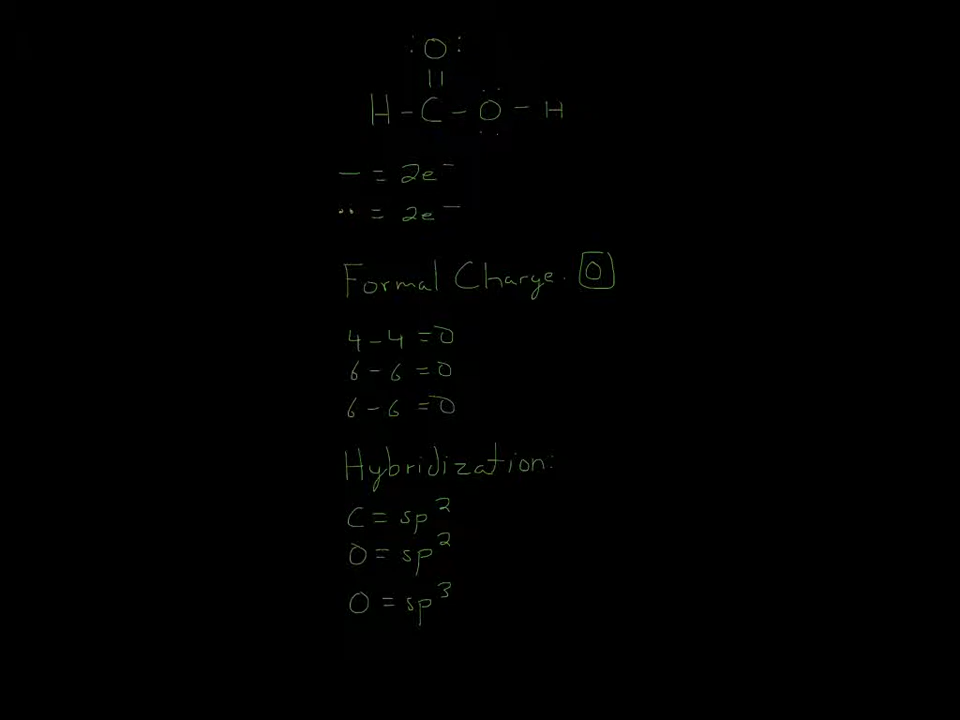 :O:
||
H - C - O - H
— = 2e⁻
·· = 2e⁻
Formal Charge. 0
4 - 4 = 0
6 - 6 = 0
6 - 6 = 0
Hybridization:
C = sp²
O = sp²
O = sp³